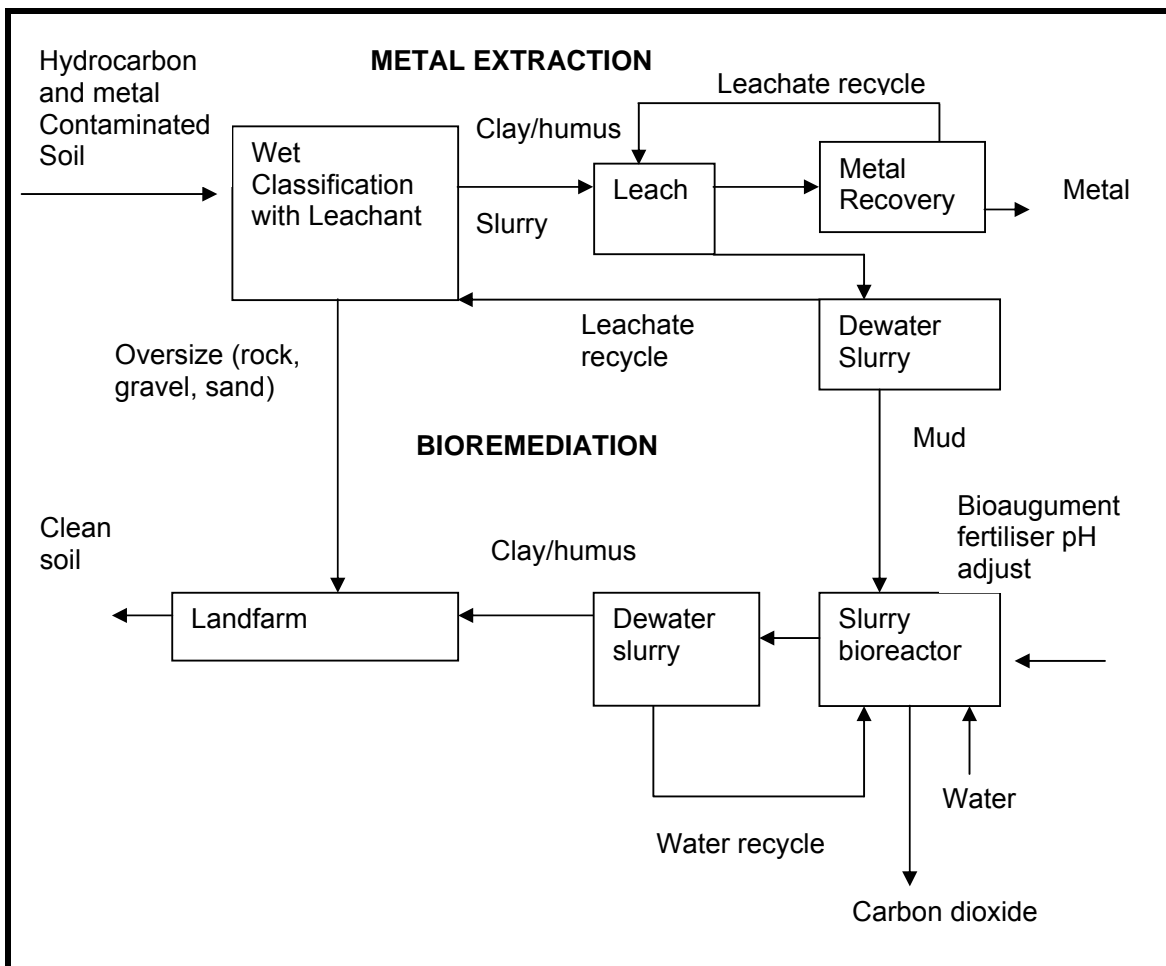 METAL EXTRACTION
Hydrocarbon
and metal
Contaminated
Soil
Leachate recycle
Clay/humus
Wet
Classification
with Leachant
Slurry
Leach
Metal
Recovery
Metal
Leachate
recycle
Dewater
Slurry
Oversize (rock,
gravel, sand)
Mud
BIOREMEDIATION
Bioaugument
fertiliser pH
adjust
Clean
soil
Clay/humus
Landfarm
Dewater
slurry
Slurry
bioreactor
Water
Water recycle
Carbon dioxide